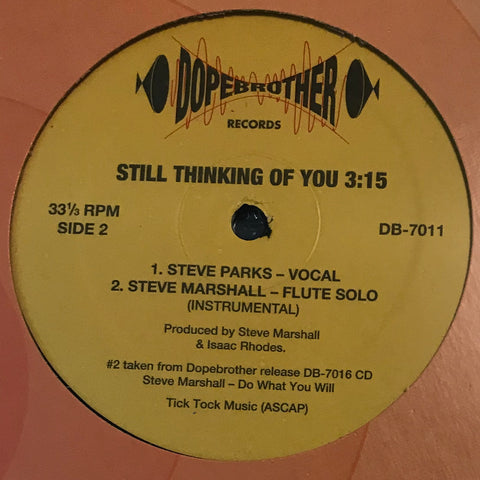 DOPEBROTHER
RECORDS
STILL THINKING OF YOU 3:15
33⅓ RPM
SIDE 2
DB-7011
1. STEVE PARKS – VOCAL
2. STEVE MARSHALL – FLUTE SOLO
(INSTRUMENTAL)
Produced by Steve Marshall
& Isaac Rhodes.
#2 taken from Dopebrother release DB-7016 CD
Steve Marshall – Do What You Will
Tick Tock Music (ASCAP)